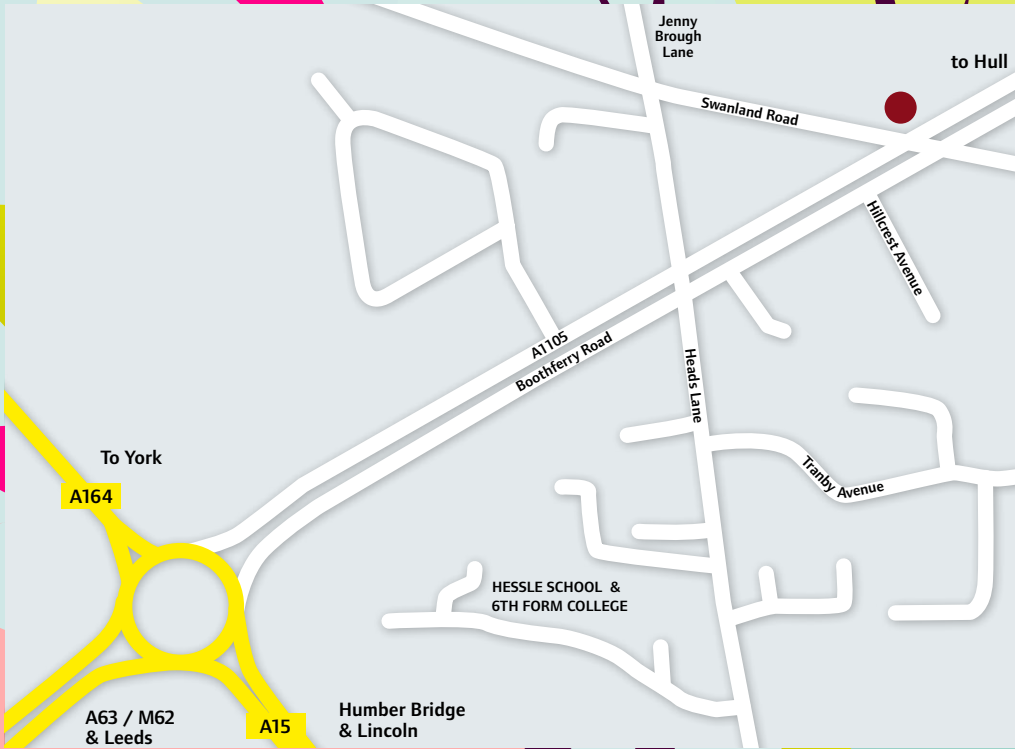 Jenny
Brough
Lane
to Hull
Swanland Road
Hillcrest Avenue
A1105
Boothferry Road
Heads Lane
To York
A164
Tranby Avenue
HESSLE SCHOOL &
6TH FORM COLLEGE
Humber Bridge
& Lincoln
A63 / M62
& Leeds
A15